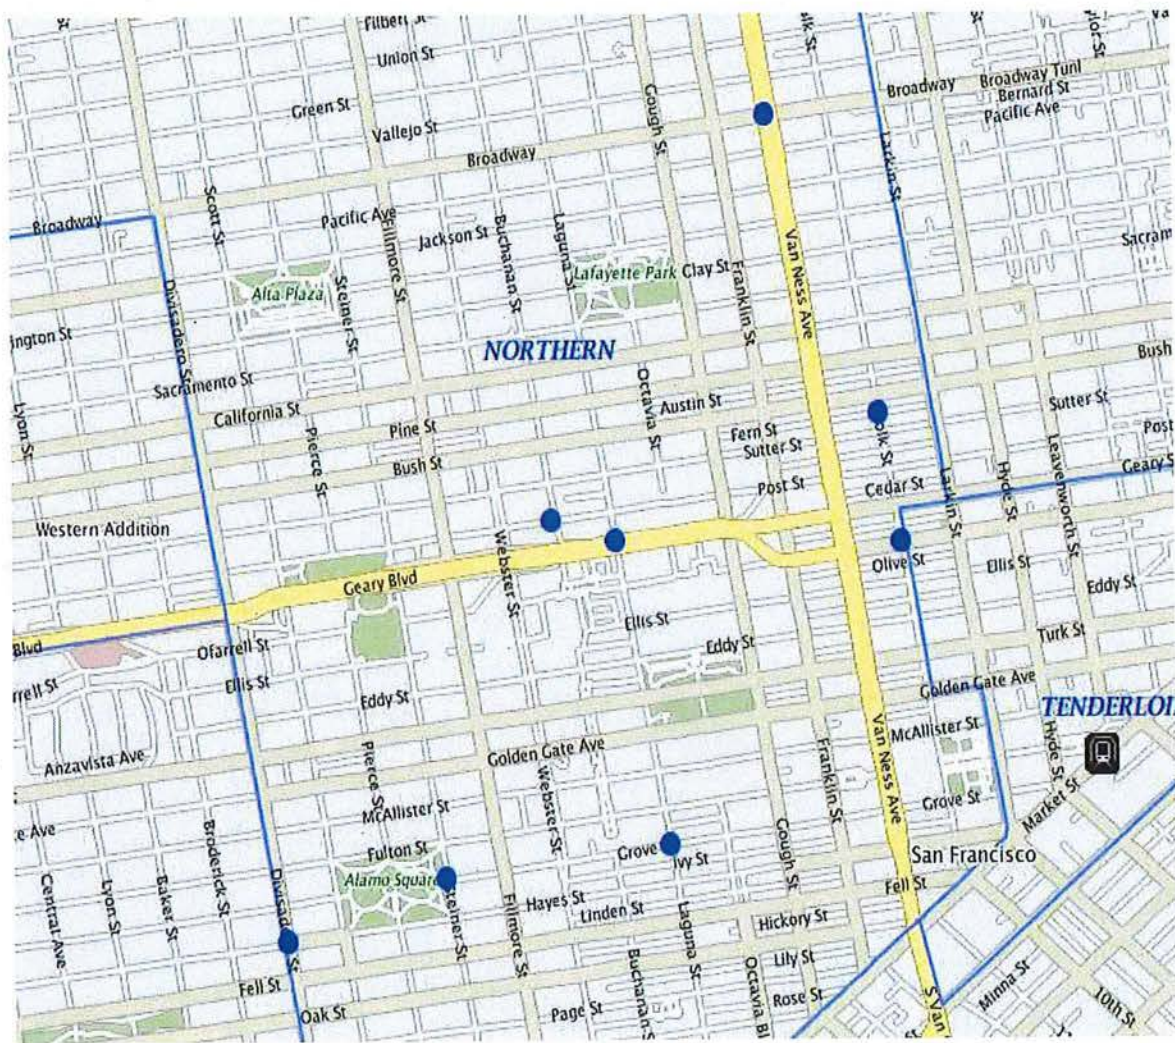 Filbert St
Union St
Green St
Vallejo St
Broadway
Gough St
Broadway
Broadway Tunl
Bernard St
Pacific Ave
Larkin St
Broadway
Scott St
Pacific Ave
Jackson St
Fillmore St
Buchanan St
Laguna St
Lafayette Park
Clay St
Franklin St
Van Ness Ave
Sacram
Alta Plaza
Steiner St
Divisadero St
ington St
NORTHERN
Sacramento St
California St
Pine St
Bush St
Octavia St
Austin St
Fern St
Sutter St
Post St
Bush
Sutter St
Post
Geary S
Cedar St
Larkin St
Hyde St
Leavenworth St
Lyon St
Pierce St
Western Addition
Webster St
Geary Blvd
Olive St
Ellis St
Eddy St
Blvd
Ofarrell St
Ellis St
Ellis St
Eddy St
Turk St
rrell St
Eddy St
Golden Gate Ave
TENDERLOI
Anzavista Ave
Pierce St
Golden Gate Ave
Webster St
Franklin St
Van Ness Ave
McAllister St
Hyde St
Market St
McAllister St
Grove St
e Ave
Broderick St
Fulton St
Grove
Ivy St
Gough St
San Francisco
Alamo Square
Steiner St
Fillmore St
Hayes St
Linden St
Laguna St
Fell St
Hickory St
Central Ave
Lyon St
Baker St
Fell St
Oak St
Page St
Buchanan S
Lily St
Rose St
Octavia Bl
S Van
Minna St
10th St